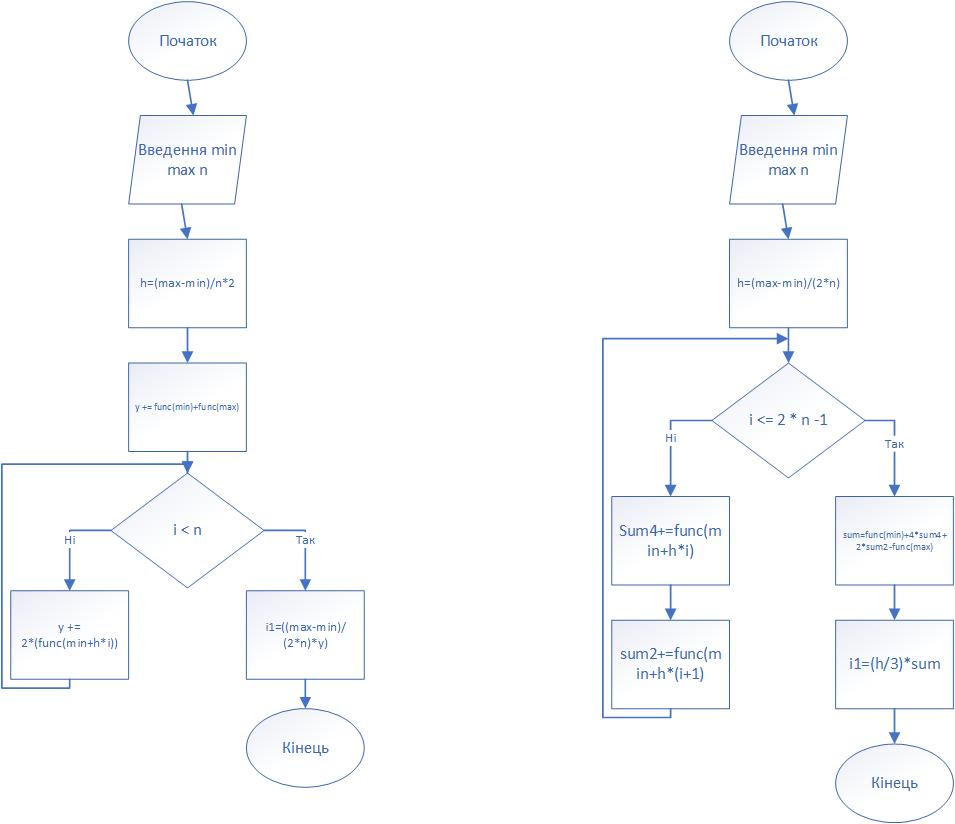 Початок
Введення min
max n
h=(max-min)/n*2
y += func(min)+func(max)
i < n
Ні
Так
y +=
2*(func(min+h*i))
i1=((max-min)/
(2*n)*y)
Кінець
Початок
Введення min
max n
h=(max-min)/(2*n)
i <= 2 * n -1
Ні
Так
Sum4+=func(m
in+h*i)
sum=func(min)+4*sum4+
2*sum2-func(max)
sum2+=func(m
in+h*(i+1)
i1=(h/3)*sum
Кінець